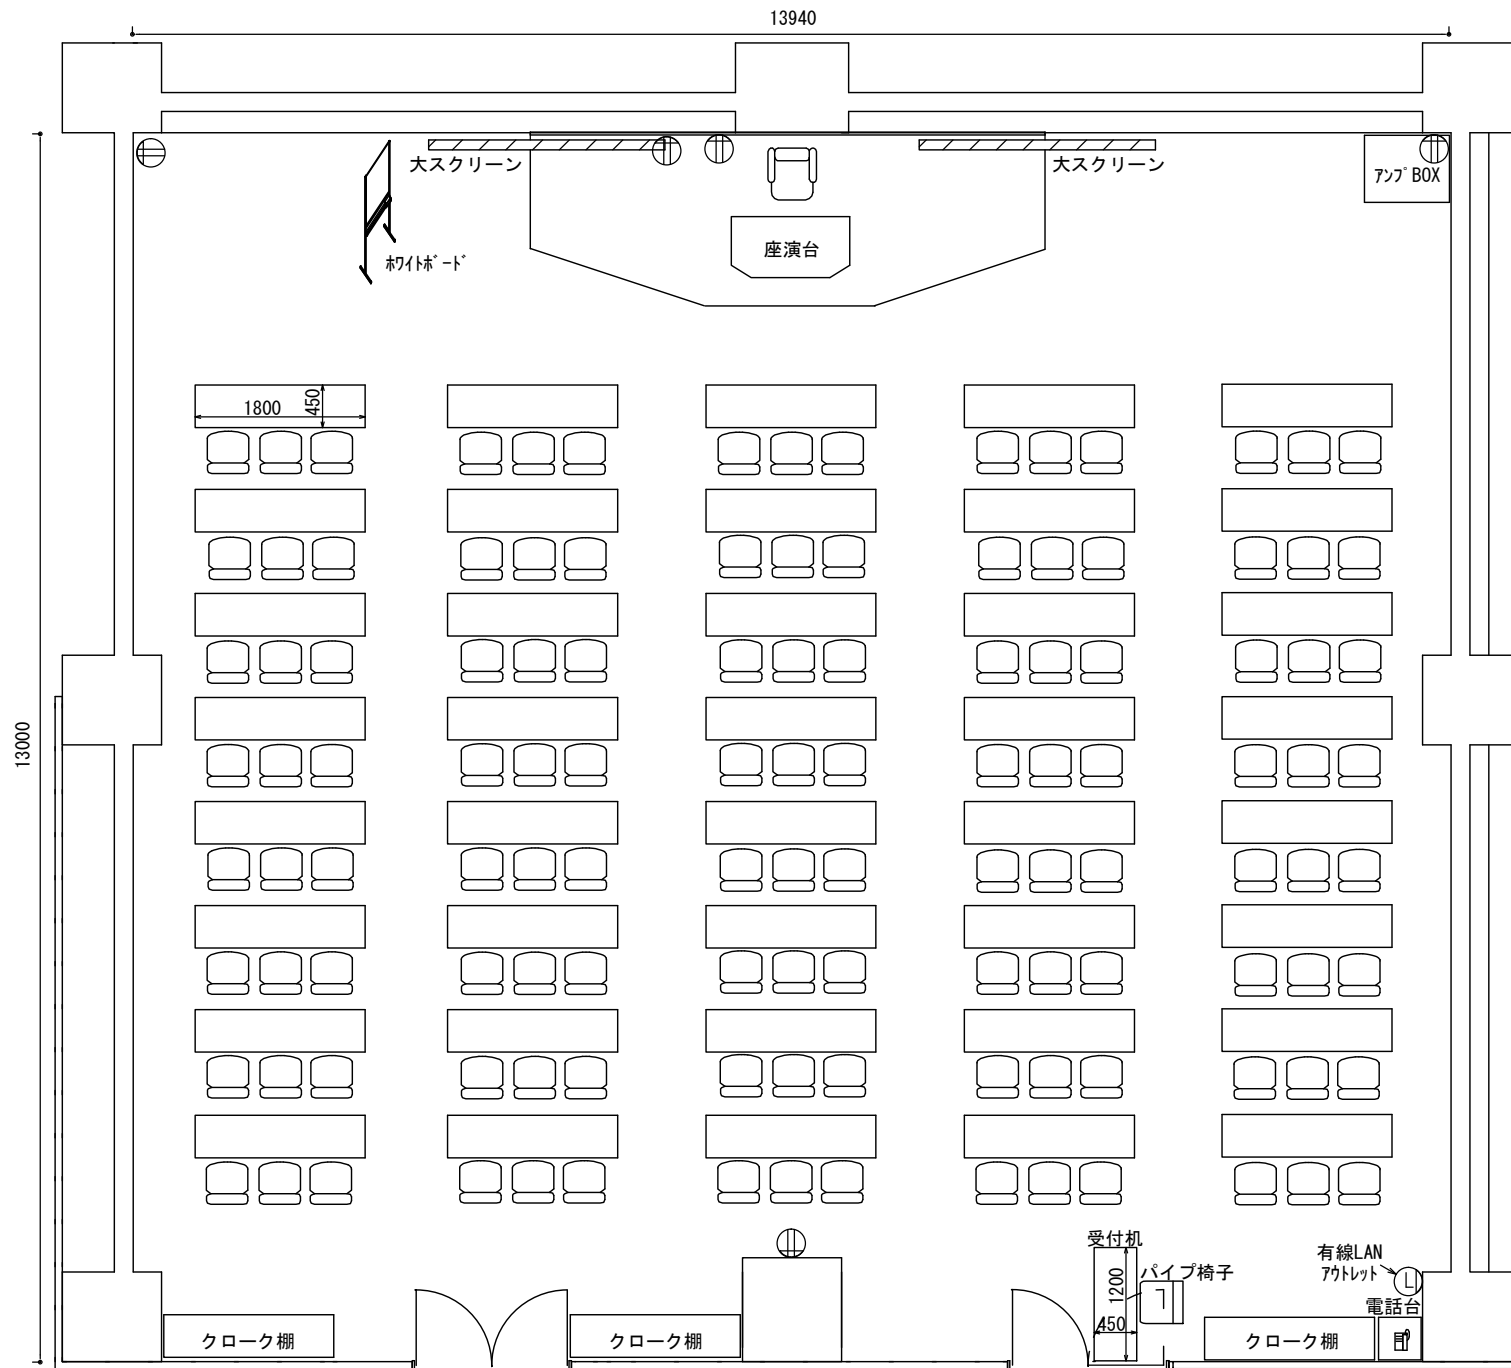 13940
大スクリーン
大スクリーン
アンプBOX
座演台
ホワイトボード
1800
450
13000
受付机
有線LAN
アウトレット
パイプ椅子
1200
L
電話台
450
クローク棚
クローク棚
クローク棚